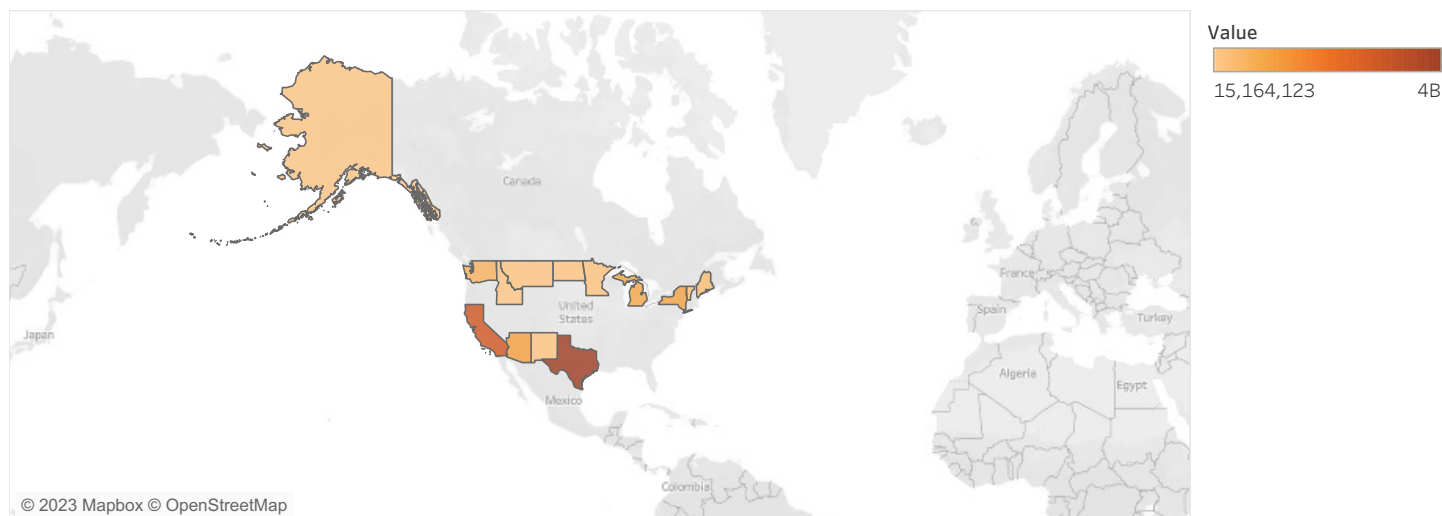 Value
15,164,123 4B
Canada
United
States
Mexico
Colombia
Japan
France
Spain
Turkey
Algeria
Egypt
© 2023 Mapbox © OpenStreetMap